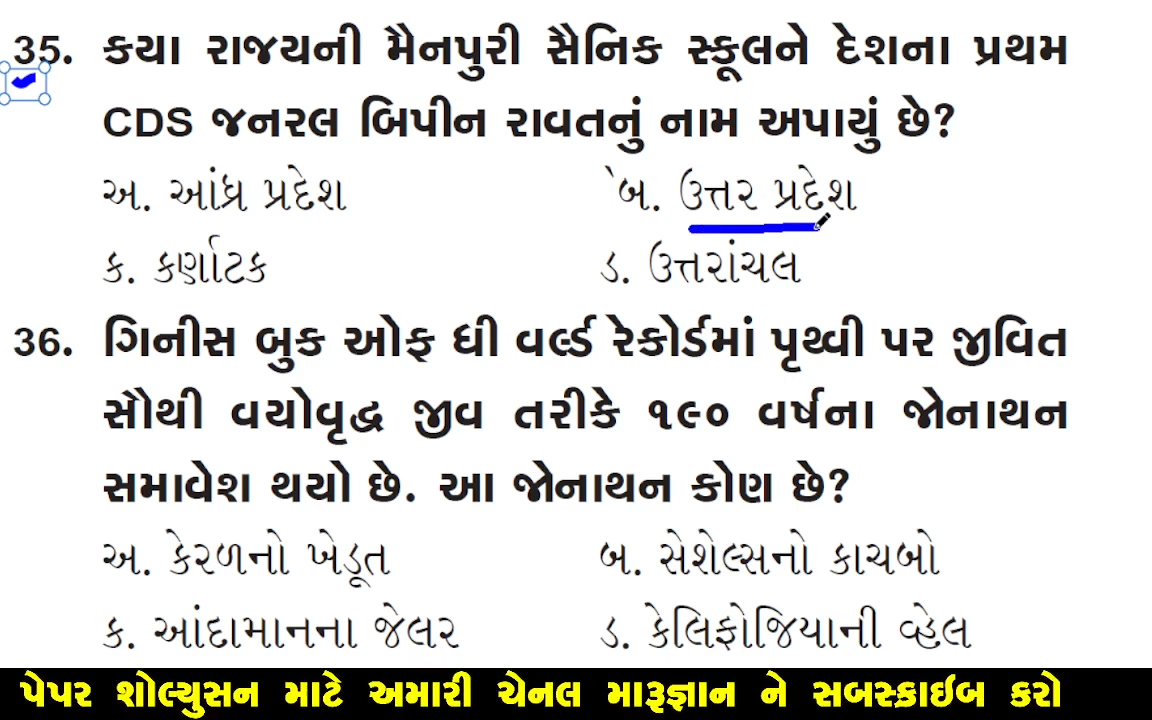 35. કયા રાજયની મૈનપુરી સૈનિક સ્કૂલને દેશના પ્રથમ
CDS જનરલ બિપીન રાવતનું નામ અપાયું છે?
અ. આંધ્ર પ્રદેશ બ. ઉત્તર પ્રદેશ
ક. કર્ણાટક ડ. ઉત્તરાંચલ
36. ગિનીસ બુક ઓફ ધી વર્લ્ડ રેકોર્ડમાં પૃથ્વી પર જીવિત
સૌથી વયોવૃદ્ધ જીવ તરીકે ૧૯૦ વર્ષના જોનાથન
સમાવેશ થયો છે. આ જોનાથન કોણ છે?
અ. કેરળનો ખેડૂત બ. સેશેલ્સનો કાચબો
ક. આંદામાનના જેલર ડ. કેલિફોજિયાની વ્હેલ
પેપર શોલ્યુસન માટે અમારી ચેનલ મારૂજ્ઞાન ને સબસ્ક્રાઇબ કરો